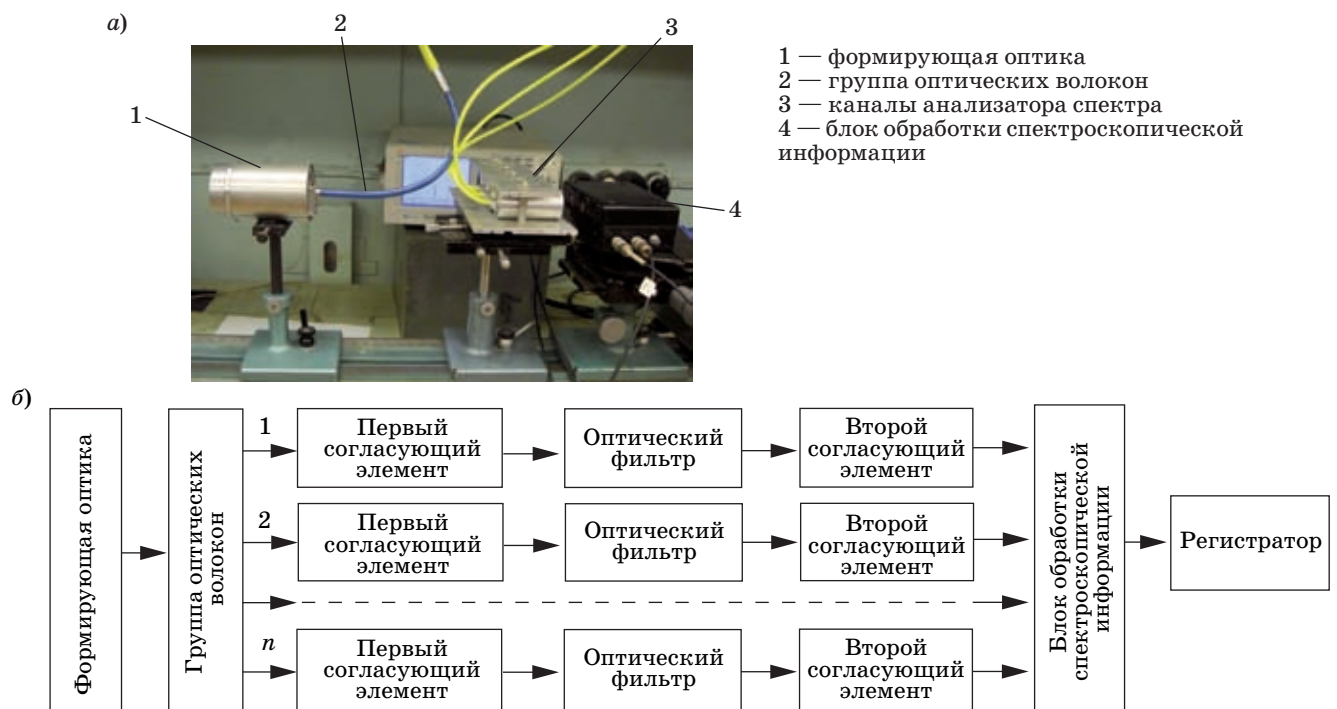 а)
1
2
3
4
1 — формирующая оптика
2 — группа оптических волокон
3 — каналы анализатора спектра
4 — блок обработки спектроскопической
информации
б)
Формирующая оптика
Группа оптических
волокон
1
Первый
согласующий
элемент
Оптический
фильтр
Второй
согласующий
элемент
2
Первый
согласующий
элемент
Оптический
фильтр
Второй
согласующий
элемент
n
Первый
согласующий
элемент
Оптический
фильтр
Второй
согласующий
элемент
Блок обработки
спектроскопической
информации
Регистратор